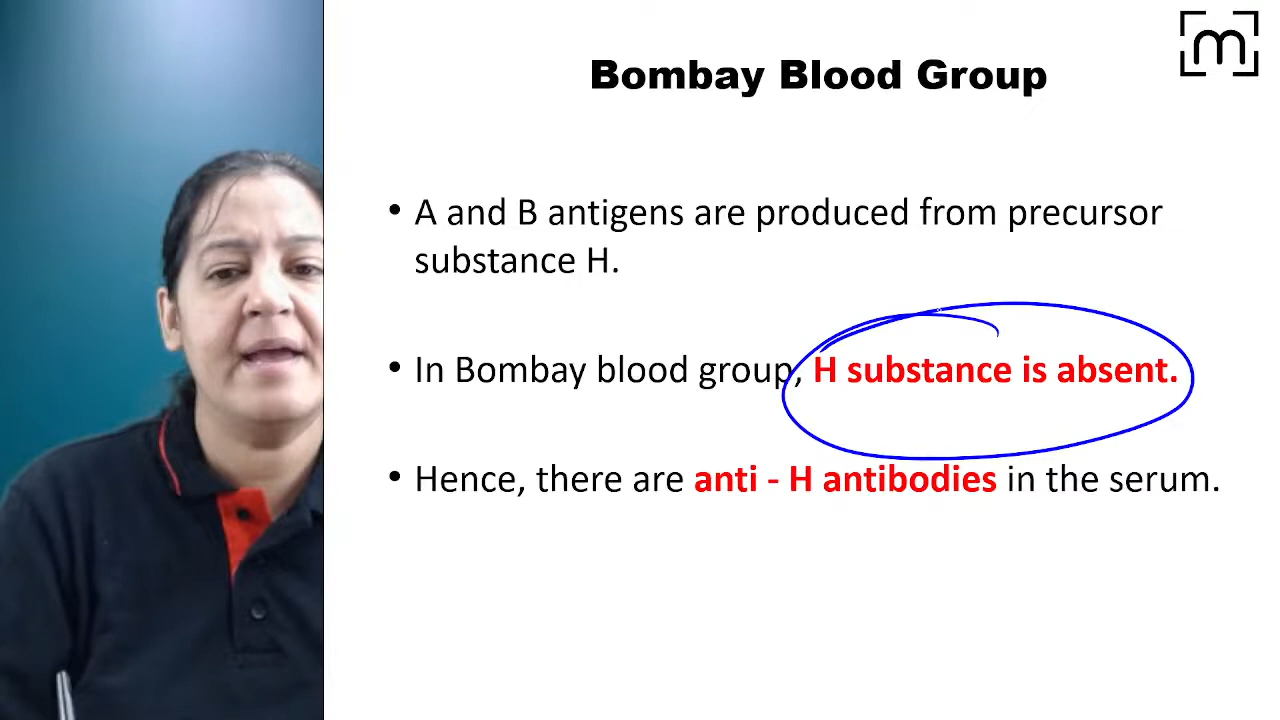 Bombay Blood Group
• A and B antigens are produced from precursor
substance H.
• In Bombay blood group, H substance is absent.
• Hence, there are anti - H antibodies in the serum.
m